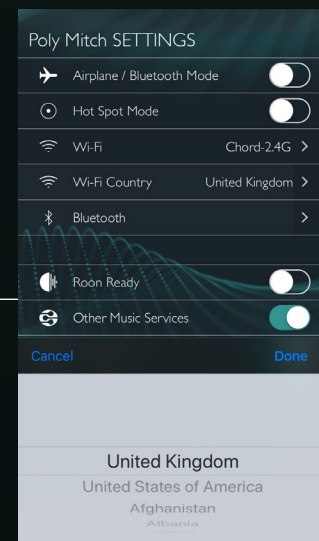 Poly Mitch SETTINGS
Airplane / Bluetooth Mode
Hot Spot Mode
Wi-Fi Chord-2.4G >
Wi-Fi Country United Kingdom >
Bluetooth >
Roon Ready
Other Music Services
Cancel Done
United Kingdom
United States of America
Afghanistan
Albania